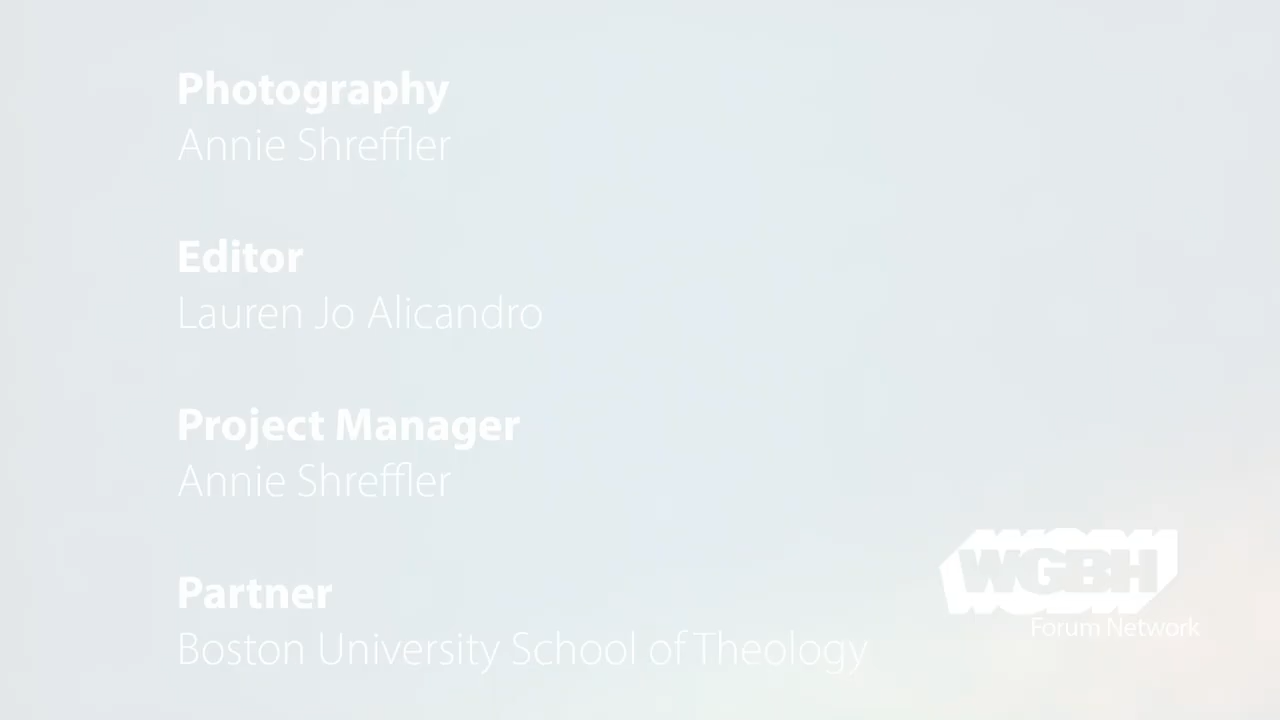 Photography
Annie Shreffler
Editor
Lauren Jo Alicandro
Project Manager
Annie Shreffler
Partner
Boston University School of Theology
WGBH
Forum Network